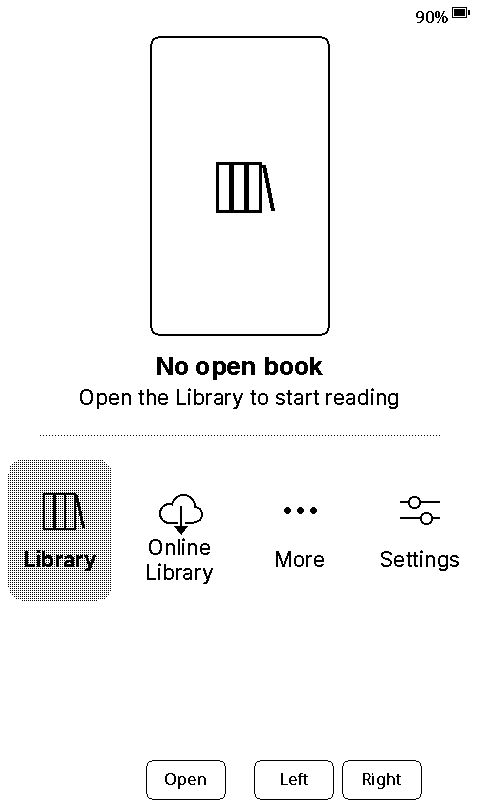 90%
No open book
Open the Library to start reading
Library
Online
Library
More
Settings
Open
Left
Right